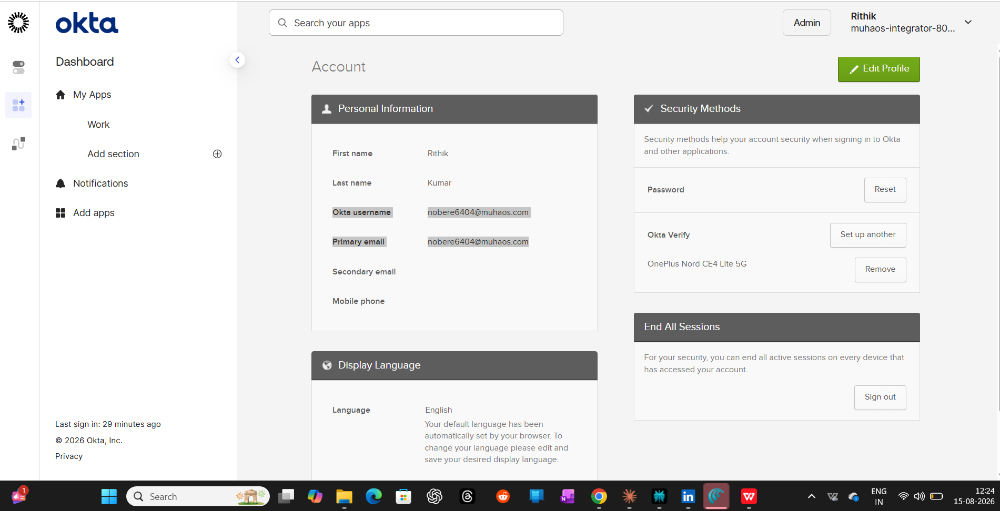 okta
Search your apps
Admin
Rithik
muhaos-integrator-80...
Dashboard
My Apps
Work
Add section
Notifications
Add apps
Last sign in: 29 minutes ago
© 2026 Okta, Inc.
Privacy
Account
Edit Profile
Personal Information
First name Rithik
Last name Kumar
Okta username nobere6404@muhaos.com
Primary email nobere6404@muhaos.com
Secondary email
Mobile phone
Display Language
Language English
Your default language has been
automatically set by your browser. To
change your language please edit and
save your desired display language.
Security Methods
Security methods help your account security when signing in to Okta
and other applications.
Password Reset
Okta Verify Set up another
OnePlus Nord CE4 Lite 5G Remove
End All Sessions
For your security, you can end all active sessions on every device that
has accessed your account.
Sign out
1
Search
N
in
W
ENG
IN
12:24
15-08-2026